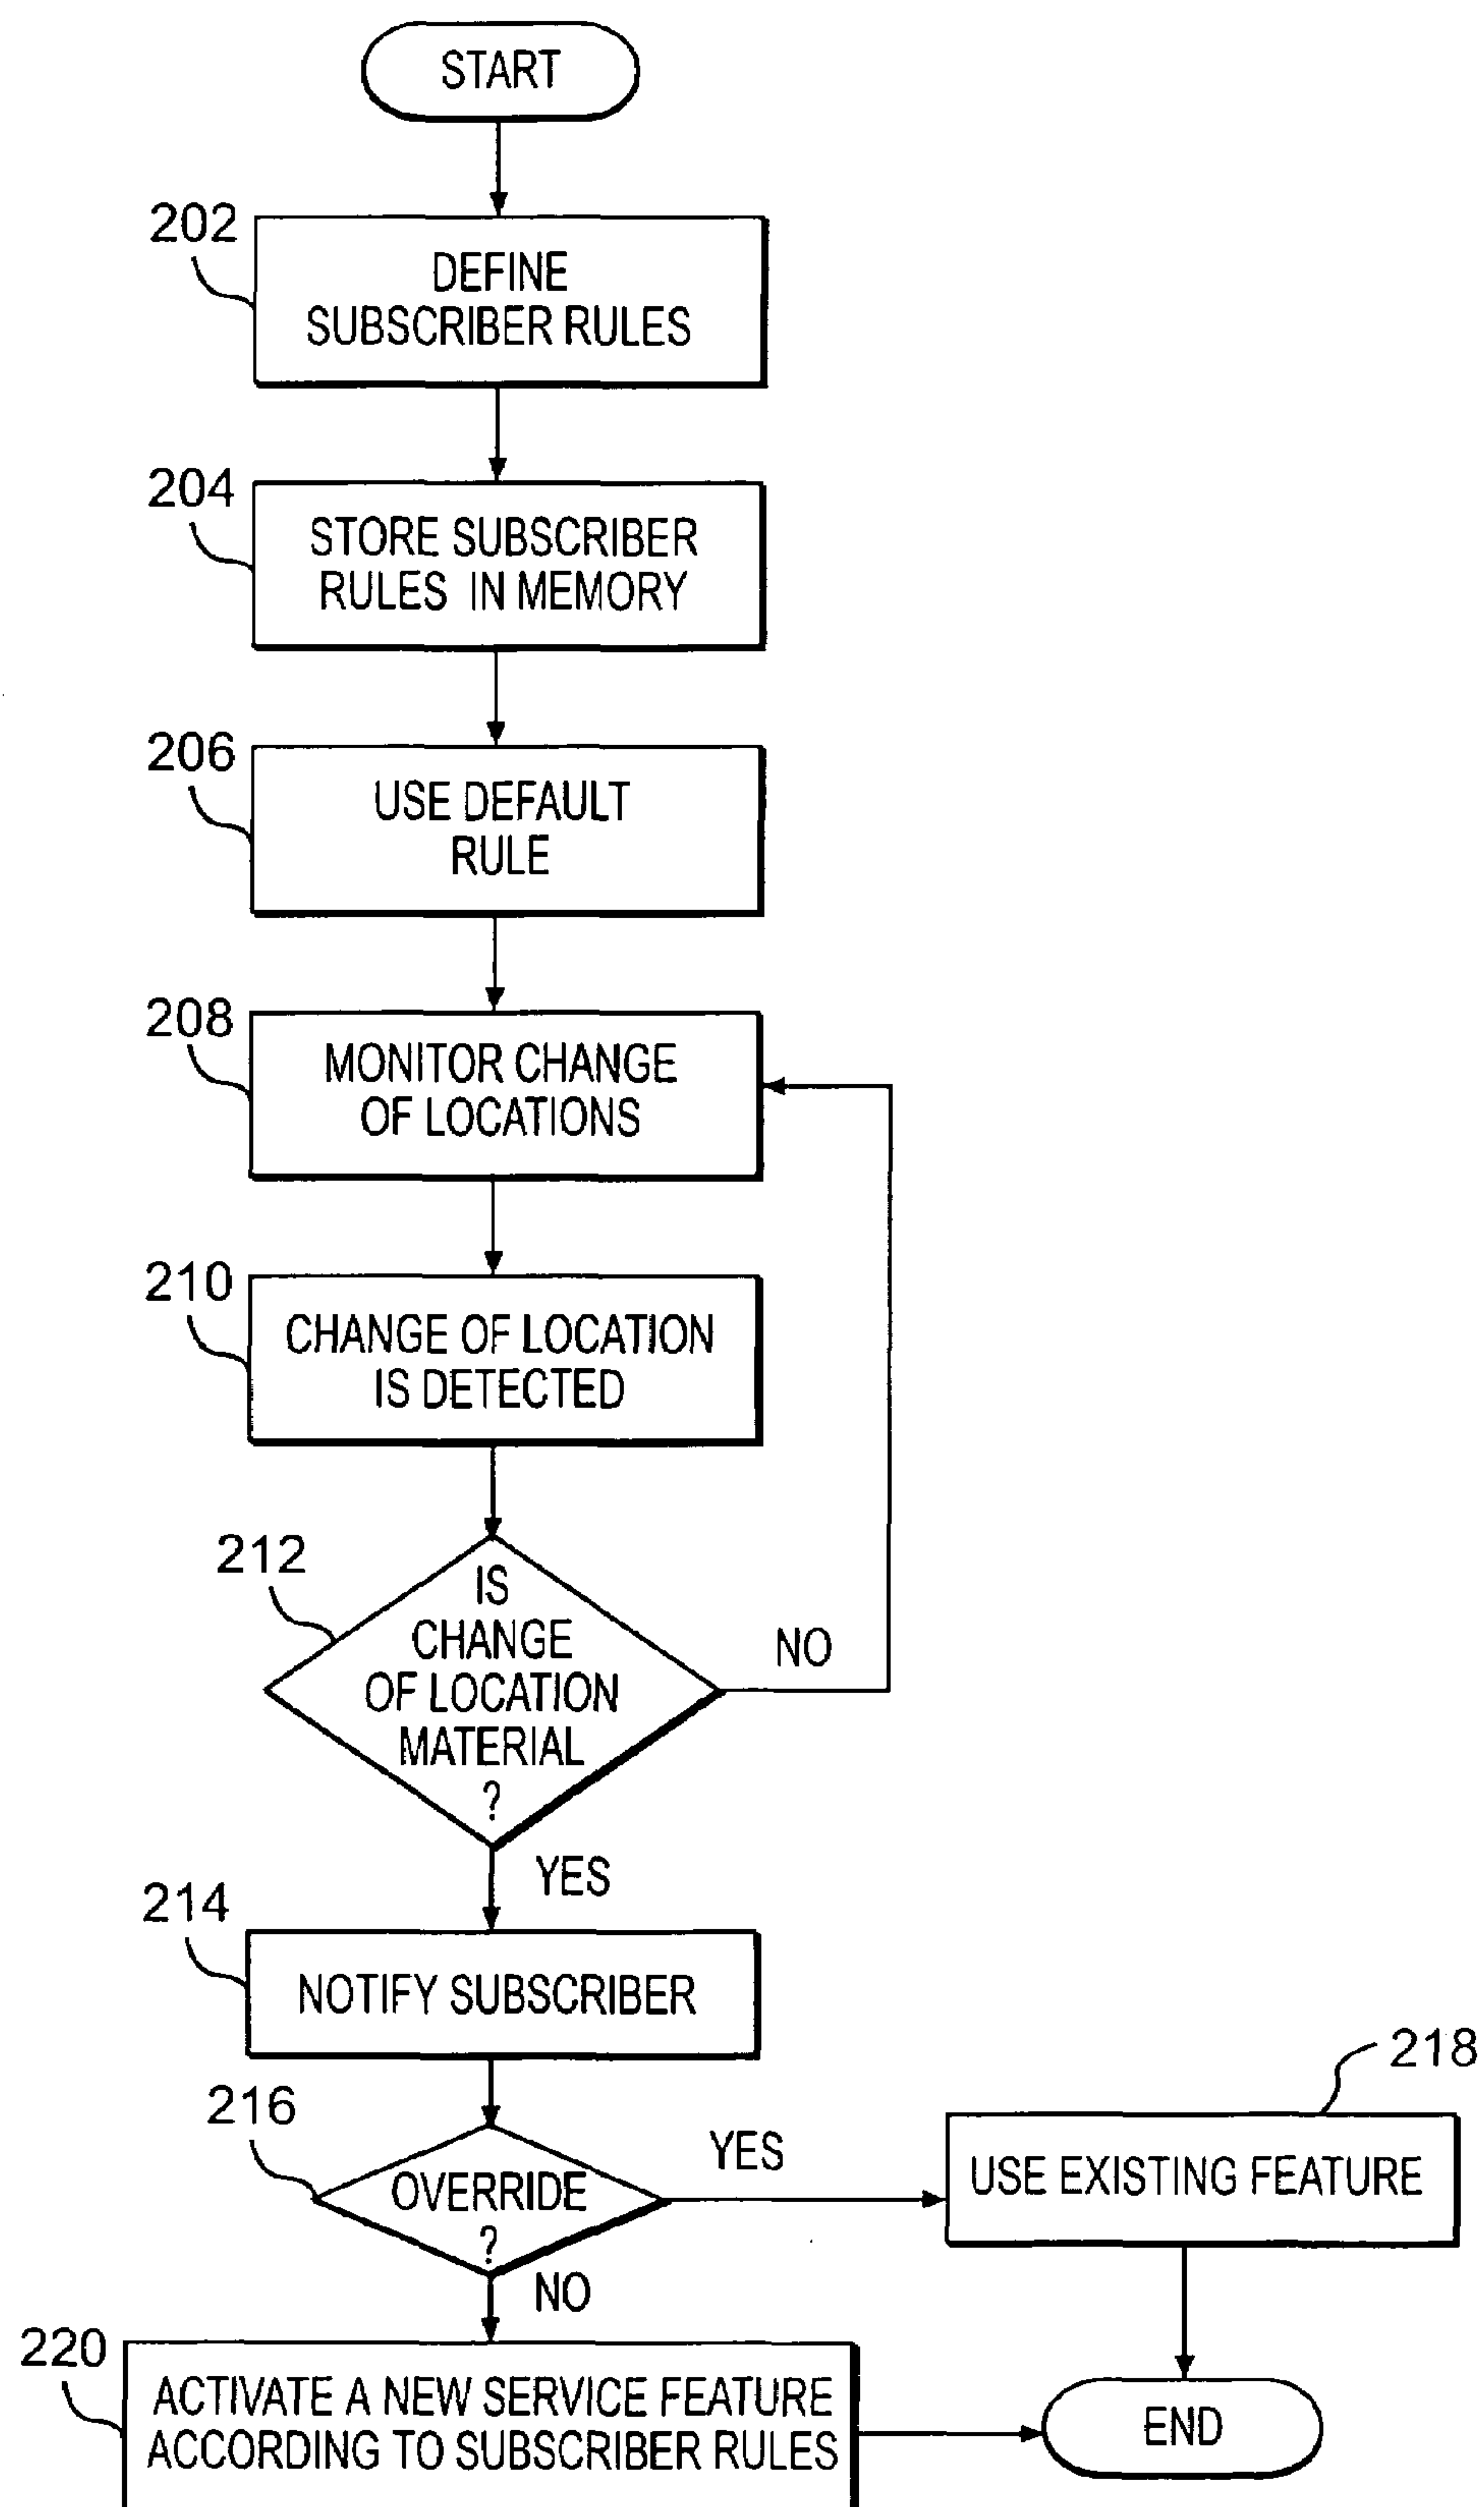 START
202
DEFINE
SUBSCRIBER RULES
204
STORE SUBSCRIBER
RULES IN MEMORY
206
USE DEFAULT
RULE
208
MONITOR CHANGE
OF LOCATIONS
210
CHANGE OF LOCATION
IS DETECTED
212
IS
CHANGE
OF LOCATION
MATERIAL
?
NO
YES
214
NOTIFY SUBSCRIBER
216
OVERRIDE
?
YES
218
USE EXISTING FEATURE
NO
220
ACTIVATE A NEW SERVICE FEATURE
ACCORDING TO SUBSCRIBER RULES
END